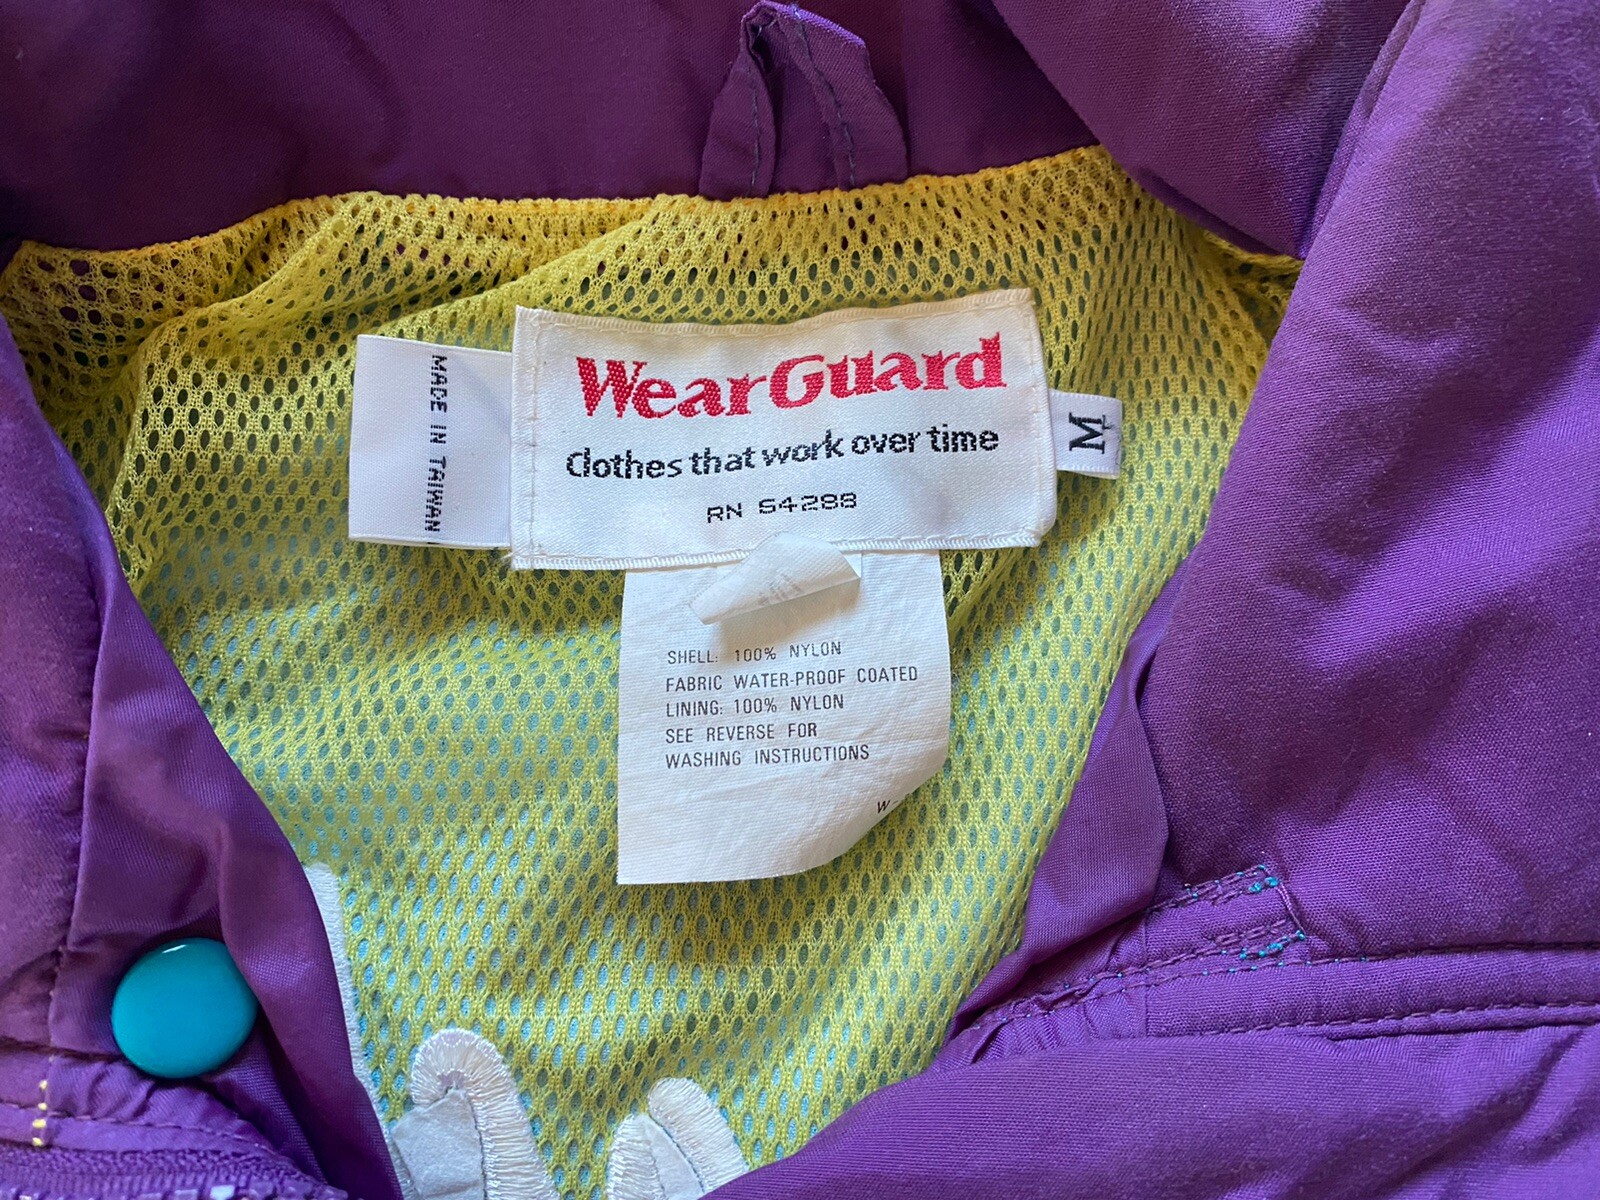 MADE IN TAIWAN
WearGuard
Clothes that work over time
RN 54288
M
SHELL: 100% NYLON
FABRIC WATER-PROOF COATED
LINING: 100% NYLON
SEE REVERSE FOR
WASHING INSTRUCTIONS